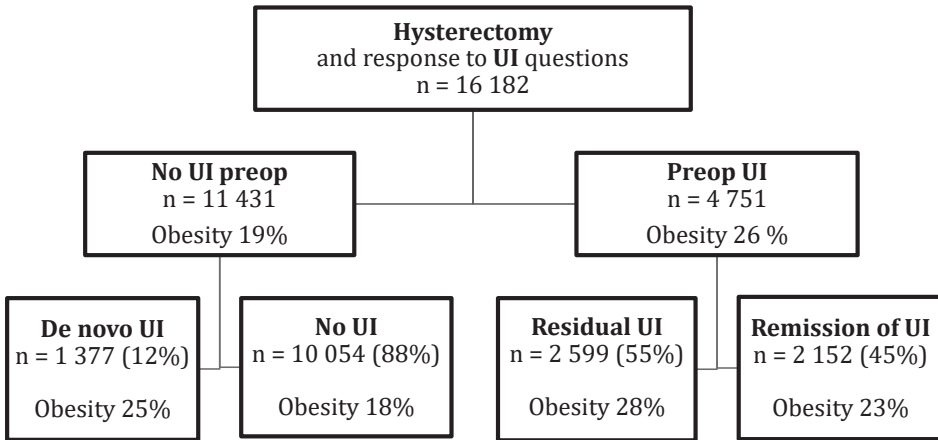 Hysterectomy
and response to UI questions
n = 16 182
No UI preop
n = 11 431
Obesity 19%
Preop UI
n = 4 751
Obesity 26 %
De novo UI
n = 1 377 (12%)
Obesity 25%
No UI
n = 10 054 (88%)
Obesity 18%
Residual UI
n = 2 599 (55%)
Obesity 28%
Remission of UI
n = 2 152 (45%)
Obesity 23%